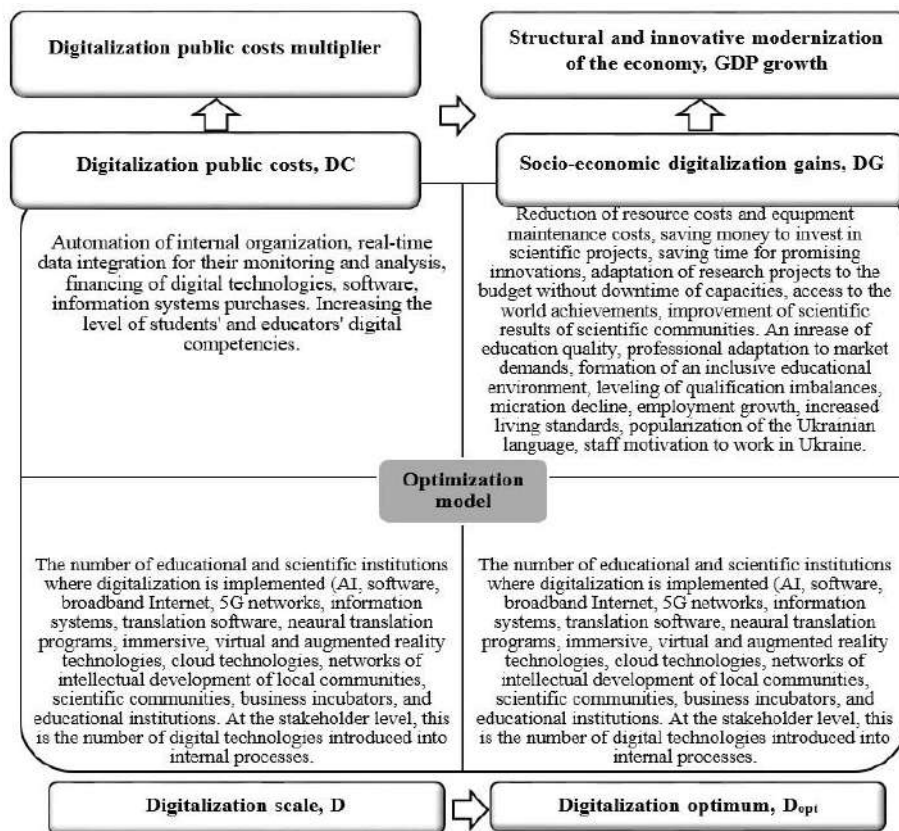 Digitalization public costs multiplier
Structural and innovative modernization
of the economy, GDP growth
Digitalization public costs, DC
Socio-economic digitalization gains, DG
Automation of internal organization, real-time
data integration for their monitoring and analysis,
financing of digital technologies, software,
information systems purchases. Increasing the
level of students' and educators' digital
competencies.
Reduction of resource costs and equipment
maintenance costs, saving money to invest in
scientific projects, saving time for promising
innovations, adaptation of research projects to the
budget without downtime of capacities, access to the
world achievements, improvement of scientific
results of scientific communities. An inrease of
education quality, professional adaptation to market
demands, formation of an inclusive educational
environment, leveling of qualification imbalances,
micration decline, employment growth, increased
living standards, popularization of the Ukrainian
language, staff motivation to work in Ukraine.
Optimization
model
The number of educational and scientific institutions
where digitalization is implemented (AI, software,
broadband Internet, 5G networks, information
systems, translation software, neaural translation
programs, immersive, virtual and augmented reality
technologies, cloud technologies, networks of
intellectual development of local communities,
scientific communities, business incubators, and
educational institutions. At the stakeholder level, this
is the number of digital technologies introduced into
internal processes.
The number of educational and scientific institutions
where digitalization is implemented (AI, software,
broadband Internet, 5G networks, information
systems, translation software, neaural translation
programs, immersive, virtual and augmented reality
technologies, cloud technologies, networks of
intellectual development of local communities,
scientific communities, business incubators, and
educational institutions. At the stakeholder level, this
is the number of digital technologies introduced into
internal processes.
Digitalization scale, D
Digitalization optimum, Dopt